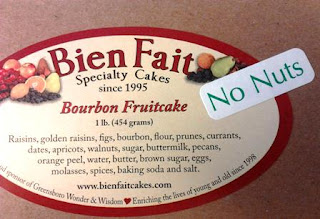 Bien Fait
Specialty Cakes
since 1995
No Nuts
Bourbon Fruitcake
1 lb. (454 grams)
Raisins, golden raisins, figs, bourbon, flour, prunes, currants,
dates, apricots, walnuts, sugar, buttermilk, pecans,
orange peel, water, butter, brown sugar, eggs,
molasses, spices, baking soda and salt.
www.bienfaitcakes.com
sponsor of Greensboro Wonder & Wisdom ♥ Enriching the lives of young and old since 1998